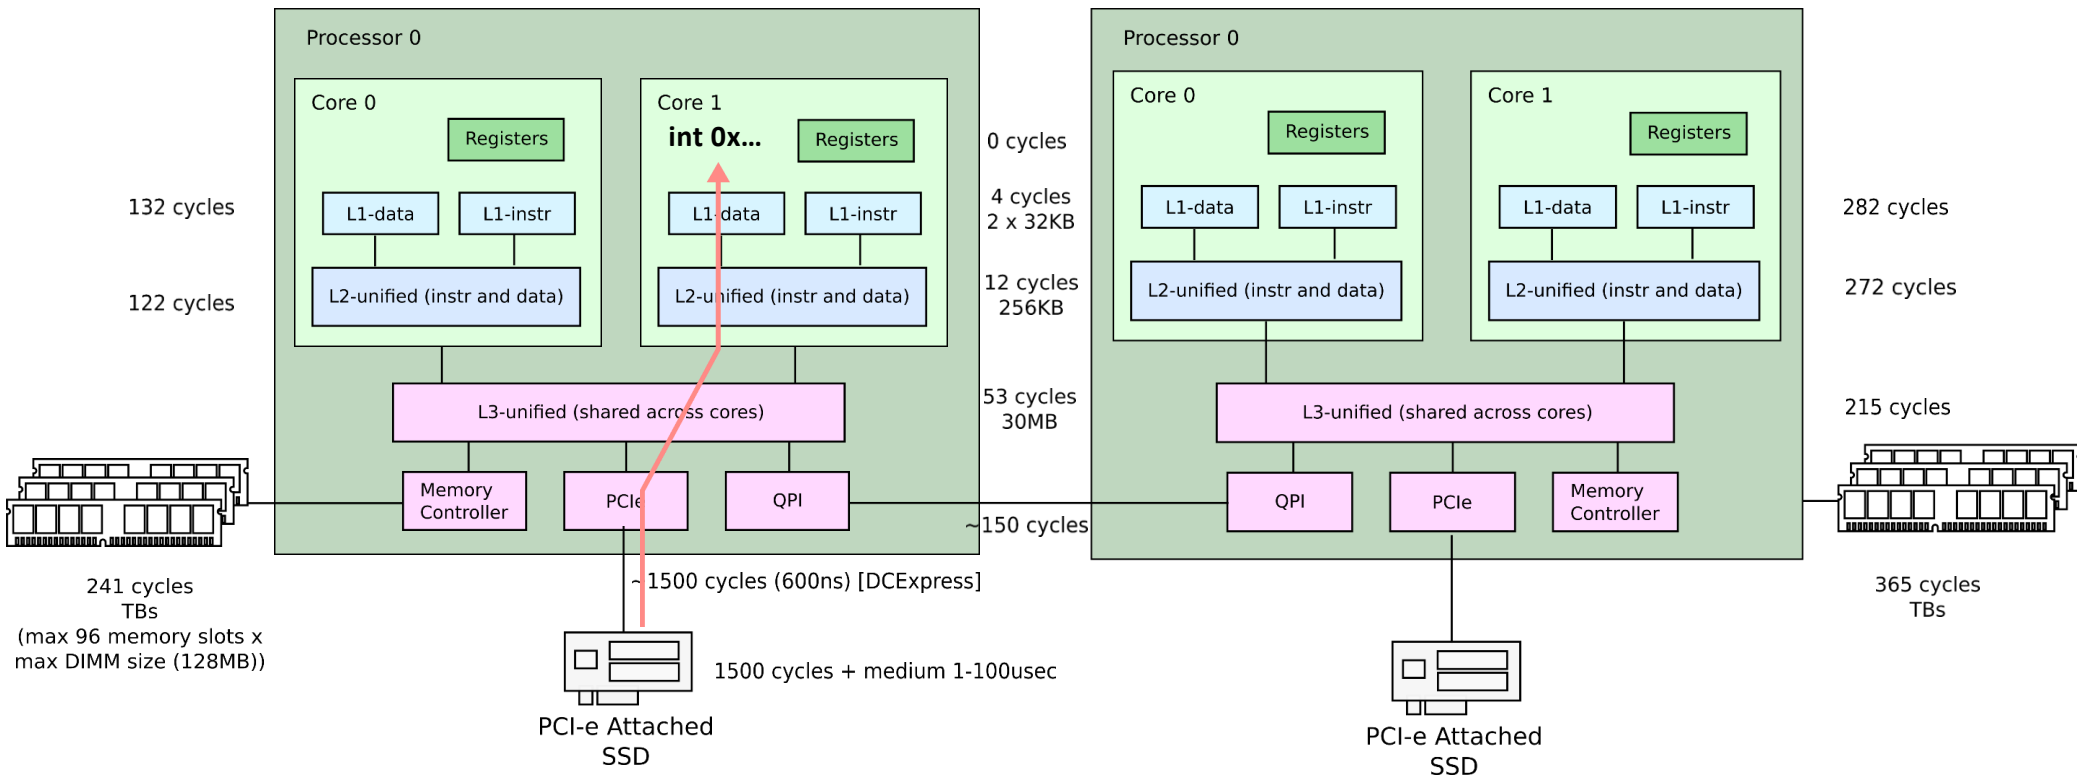 Processor 0
Core 0
Registers
L1-data
L1-instr
L2-unified (instr and data)
Core 1
int 0x...
Registers
L1-data
L1-instr
L2-unified (instr and data)
L3-unified (shared across cores)
Memory
Controller
PCIe
QPI
132 cycles
122 cycles
241 cycles
TBs
(max 96 memory slots x
max DIMM size (128MB))
0 cycles
4 cycles
2 x 32KB
12 cycles
256KB
53 cycles
30MB
~150 cycles
~1500 cycles (600ns) [DCExpress]
1500 cycles + medium 1-100usec
PCI-e Attached
SSD
Processor 0
Core 0
Registers
L1-data
L1-instr
L2-unified (instr and data)
Core 1
Registers
L1-data
L1-instr
L2-unified (instr and data)
L3-unified (shared across cores)
QPI
PCIe
Memory
Controller
282 cycles
272 cycles
215 cycles
365 cycles
TBs
PCI-e Attached
SSD